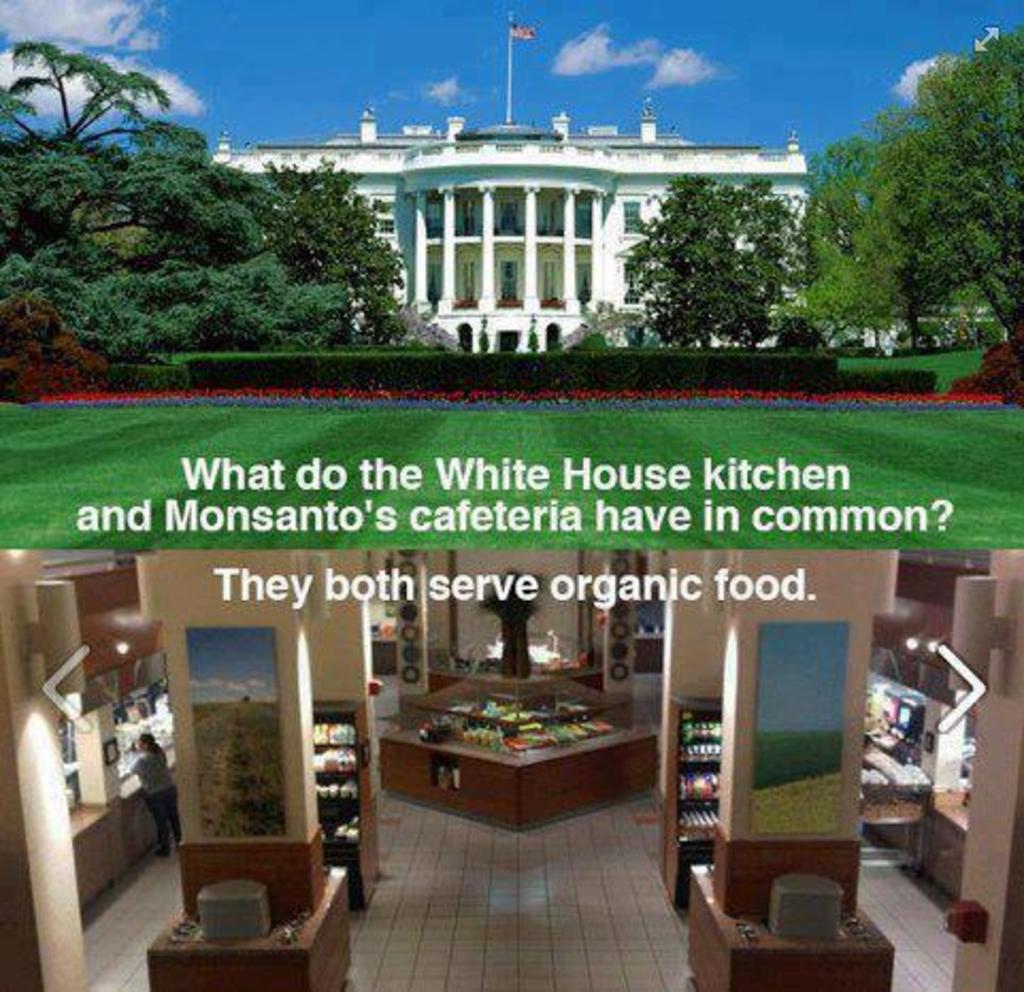 What do the White House kitchen
and Monsanto's cafeteria have in common?
They both serve organic food.